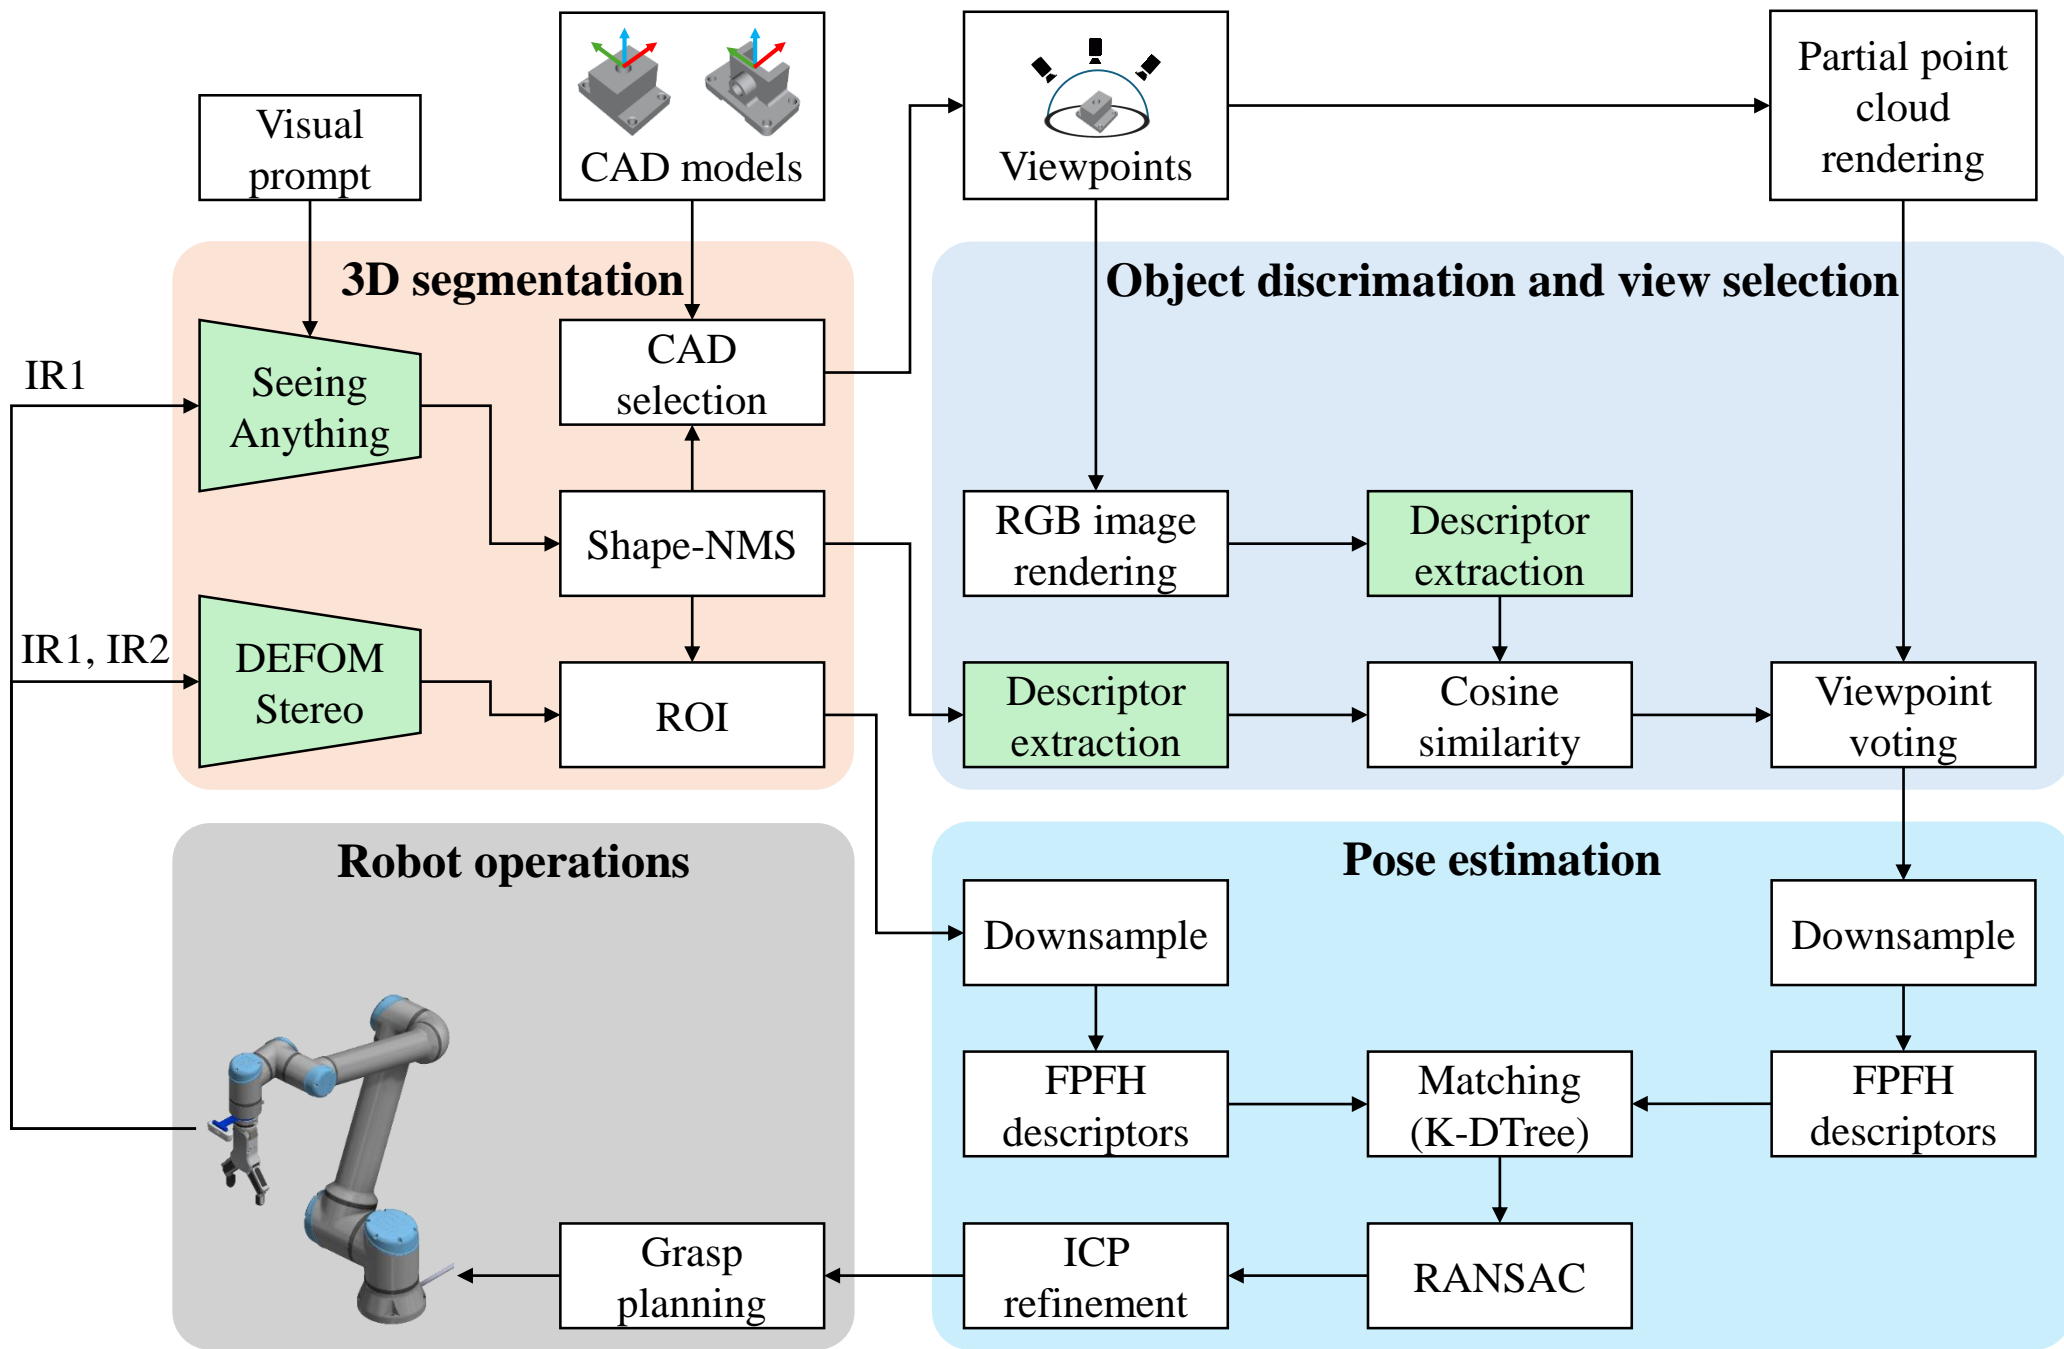 Visual
prompt
CAD models
Viewpoints
Partial point
cloud
rendering
3D segmentation
IR1
Seeing
Anything
CAD
selection
Shape-NMS
IR1, IR2
DEFOM
Stereo
ROI
Object discrimation and view selection
RGB image
rendering
Descriptor
extraction
Descriptor
extraction
Cosine
similarity
Viewpoint
voting
Robot operations
Grasp
planning
Pose estimation
Downsample
Downsample
FPFH
descriptors
Matching
(K-DTree)
FPFH
descriptors
ICP
refinement
RANSAC